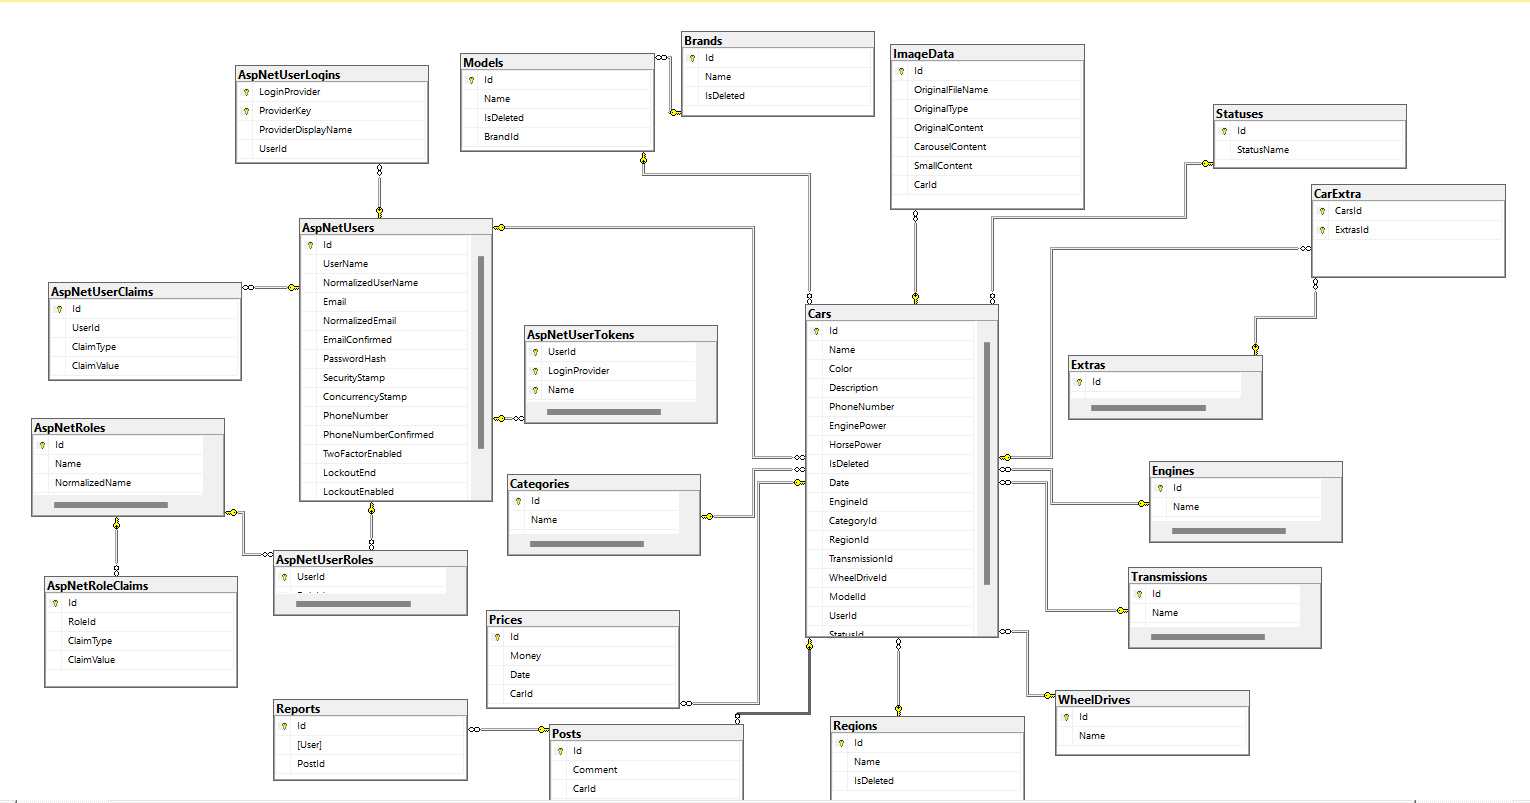 Brands
Id
Name
IsDeleted
Models
Id
Name
IsDeleted
BrandId
ImageData
Id
OriginalFileName
OriginalType
OriginalContent
CarouselContent
SmallContent
CarId
AspNetUserLogins
LoginProvider
ProviderKey
ProviderDisplayName
UserId
Statuses
Id
StatusName
CarExtra
CarsId
ExtrasId
AspNetUsers
Id
UserName
NormalizedUserName
Email
NormalizedEmail
EmailConfirmed
PasswordHash
SecurityStamp
ConcurrencyStamp
PhoneNumber
PhoneNumberConfirmed
TwoFactorEnabled
LockoutEnd
LockoutEnabled
AspNetUserClaims
Id
UserId
ClaimType
ClaimValue
AspNetUserTokens
UserId
LoginProvider
Name
Cars
Id
Name
Color
Description
PhoneNumber
EnginePower
HorsePower
IsDeleted
Date
EngineId
CategoryId
RegionId
TransmissionId
WheelDriveId
ModelId
UserId
StatusId
Extras
Id
AspNetRoles
Id
Name
NormalizedName
Categories
Id
Name
Engines
Id
Name
AspNetUserRoles
UserId
AspNetRoleClaims
Id
RoleId
ClaimType
ClaimValue
Transmissions
Id
Name
Prices
Id
Money
Date
CarId
WheelDrives
Id
Name
Reports
Id
[User]
PostId
Posts
Id
Comment
CarId
Regions
Id
Name
IsDeleted